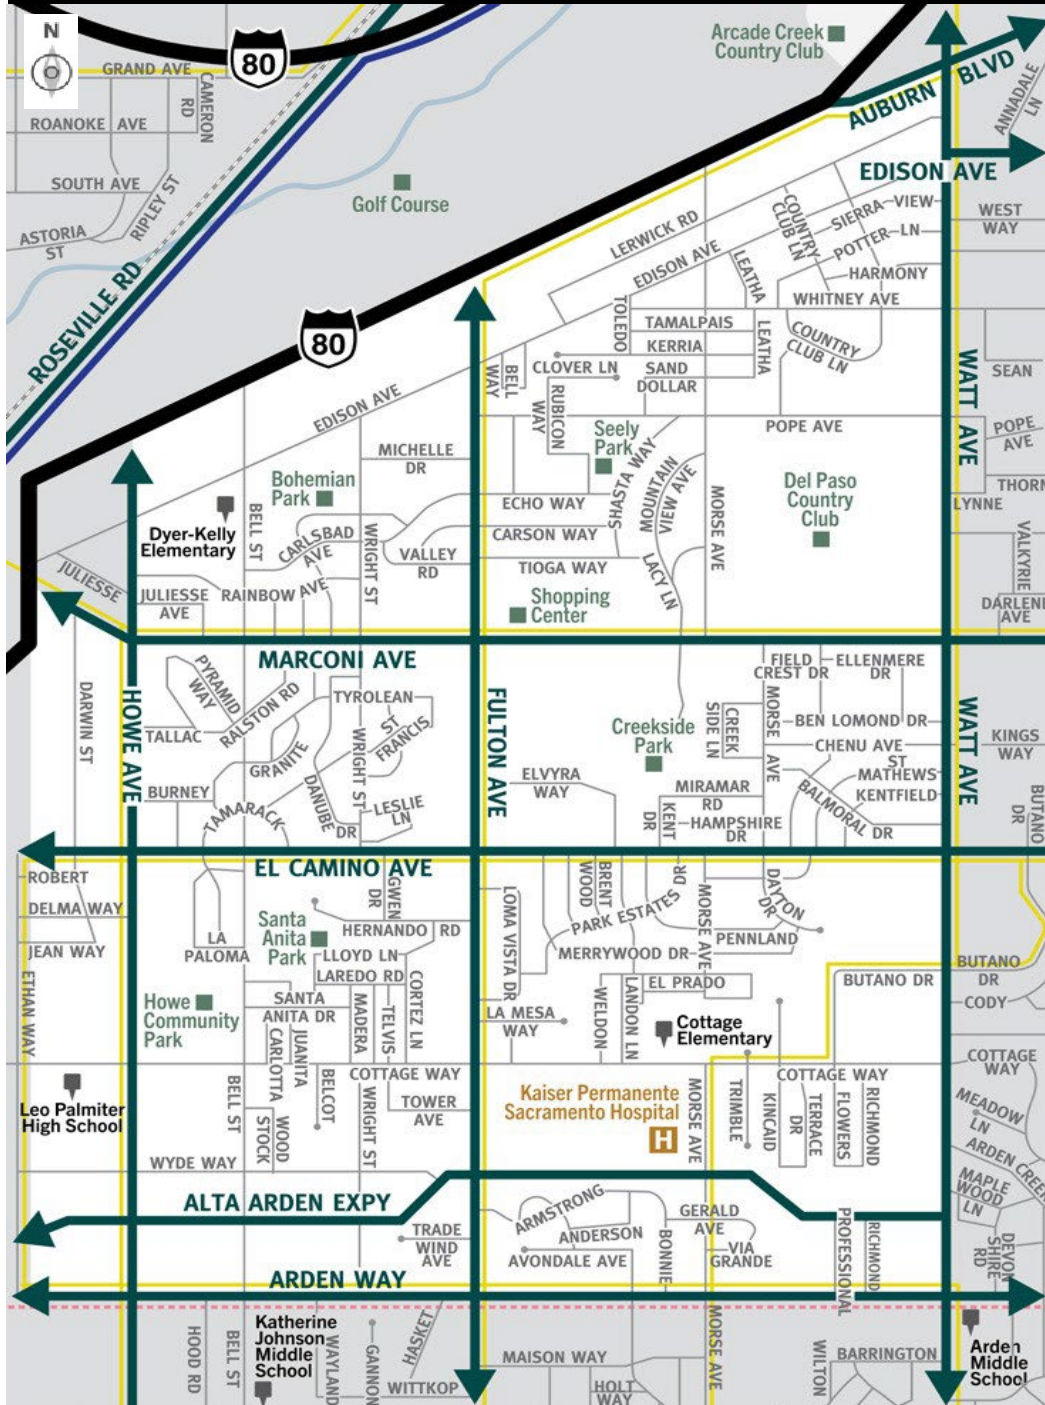 N
80
GRAND AVE
CAMERON
RD
ROANOKE AVE
SOUTH AVE
RIPLEY ST
ASTORIA
ST
ROSEVILLE RD
Golf Course
80
Arcade Creek
Country Club
AUBURN BLVD
ANNADALE
LN
EDISON AVE
WEST
WAY
LERWICK RD
EDISON AVE
COUNTRY
CLUB LN
SIERRA VIEW
POTTER LN
HARMONY
LEATHA
WHITNEY AVE
TOLEDO
TAMALPAIS
KERRIA
LEATHA
COUNTRY
CLUB LN
SAND
DOLLAR
CLOVER LN
BELL
WAY
RUBICON
WAY
WATT AVE
SEAN
POPE
AVE
POPE AVE
EDISON AVE
MICHELLE
DR
Seely
Park
Bohemian
Park
Del Paso
Country
Club
THORN
LYNNE
ECHO WAY
SHASTA WAY
MOUNTAIN
VIEW AVE
MORSE AVE
Dyer-Kelly
Elementary
BELL ST
CARLSBAD
AVE
WRIGHT ST
VALLEY
RD
CARSON WAY
TIOGA WAY
LACY LN
VALKYRIE
JULIESSE
JULIESSE
AVE
RAINBOW AVE
Shopping
Center
DARLENE
AVE
MARCONI AVE
PYRAMID
WAY
RALSTON RD
TYROLEAN
FIELD
CREST DR
ELLENMERE
DR
DARWIN ST
HOWE AVE
TALLAC
GRANITE
WRIGHT ST
ST
FRANCIS
FULTON AVE
Creekside
Park
CREEK
SIDE LN
MORSE
AVE
BEN LOMOND DR
WATT AVE
KINGS
WAY
CHENU AVE
ST
MATHEWS
KENTFIELD
BURNEY
TAMARACK
DANUBE
DR
LESLIE
LN
ELVYRA
WAY
MIRAMAR
RD
KENT
DR
HAMPSHIRE
DR
BALMORAL DR
BUTANO
DR
EL CAMINO AVE
ROBERT
DELMA WAY
JEAN WAY
LA
PALOMA
GWEN
DR
Santa
Anita
Park
HERNANDO RD
LLOYD LN
LAREDO RD
LOMA VISTA DR
BRENT
WOOD
DR
PARK ESTATES
MORSE AVE
DAYTON
DR
PENNLAND
MERRYWOOD DR
BUTANO DR
BUTANO
DR
CODY
ETHAN WAY
Howe
Community
Park
SANTA
ANITA DR
MADERA
TELVIS
CORTEZ LN
LA MESA
WAY
WELDON
LANDON LN
EL PRADO
Cottage
Elementary
CARLOTTA
JUANITA
COTTAGE WAY
COTTAGE WAY
COTTAGE
WAY
Leo Palmiter
High School
BELL ST
WOOD
STOCK
BELCOT
WRIGHT ST
TOWER
AVE
Kaiser Permanente
Sacramento Hospital
H
MORSE AVE
TRIMBLE
KINCAID
TERRACE
DR
FLOWERS
RICHMOND
MEADOW
LN
ARDEN CREEK
MAPLE
WOOD
LN
WYDE WAY
ALTA ARDEN EXPY
TRADE
WIND
AVE
ARMSTRONG
ANDERSON
AVONDALE AVE
BONNIE
GERALD
AVE
VIA
GRANDE
PROFESSIONAL
RICHMOND
DEVON
SHIRE
RD
ARDEN WAY
HOOD RD
BELL ST
Katherine
Johnson
Middle
School
WAYLAND
GANNON
HASKET
WITTKOP
MAISON WAY
HOLT
WAY
MORSE AVE
WILTON
BARRINGTON
Arden
Middle
School